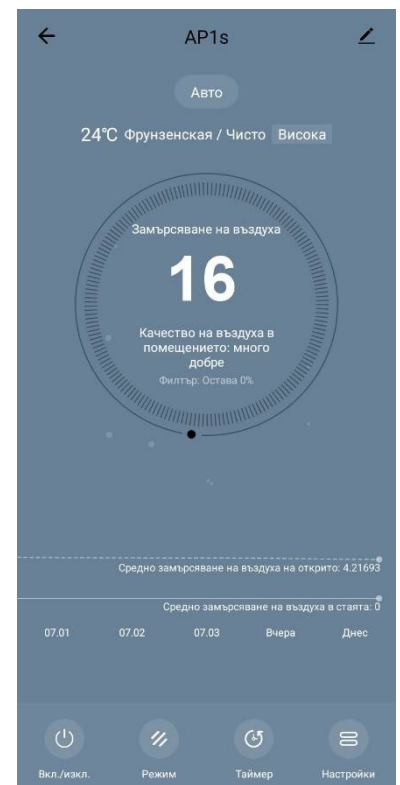 AP1s
Авто
24℃ Фрунзенская / Чисто Висока
Замърсяване на въздуха
16
Качество на въздуха в
помещението: много
добре
Филтър: Остава 0%
Средно замърсяване на въздуха на открито: 4.21693
Средно замърсяване на въздуха в стаята: 0
07.01 07.02 07.03 Вчера Днес
Вкл./изкл. Режим Таймер Настройки